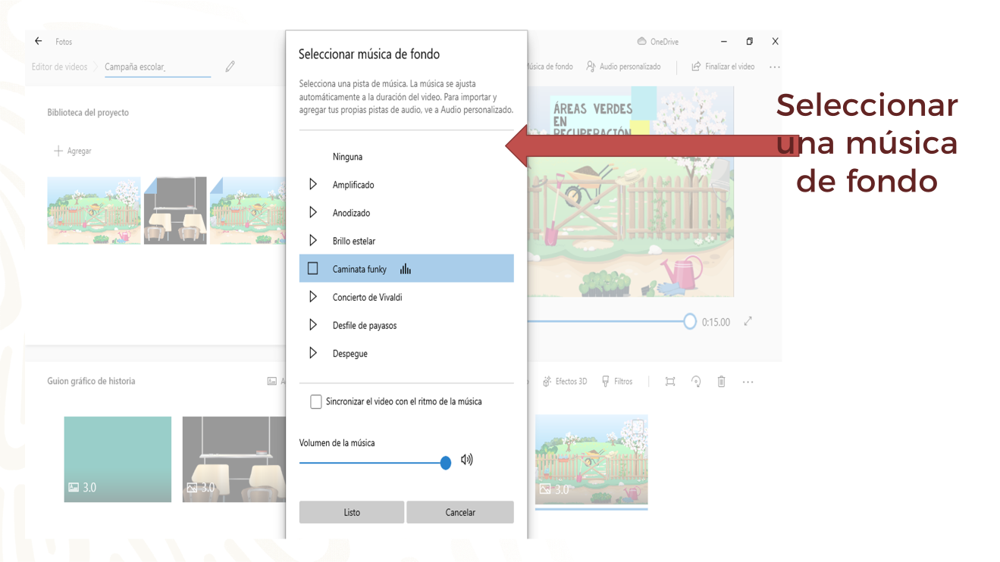 Fotos
OneDrive
Editor de videos
Campaña escolar
Música de fondo
Audio personalizado
Finalizar el video
Seleccionar música de fondo
Selecciona una pista de música. La música se ajusta
automáticamente a la duración del video. Para importar y
agregar tus propias pistas de audio, ve a Audio personalizado.
Biblioteca del proyecto
Agregar
Ninguna
Amplificado
Anodizado
Brillo estelar
Caminata funky
Concierto de Vivaldi
Desfile de payasos
Despegue
Sincronizar el video con el ritmo de la música
Volumen de la música
Listo
Cancelar
ÁREAS VERDES
EN
RECUPERACIÓN
0:15.00
Seleccionar
una música
de fondo
Guion gráfico de historia
Efectos 3D
Filtros
3.0
3.0
3.0